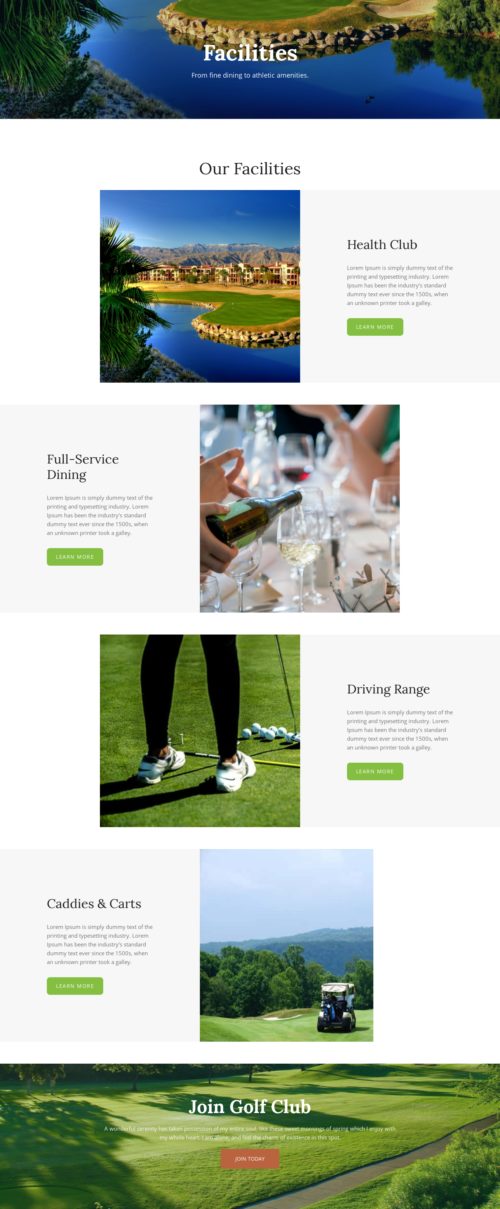 Facilities
From fine dining to athletic amenities.
Our Facilities
Health Club
Lorem Ipsum is simply dummy text of the
printing and typesetting industry. Lorem
Ipsum has been the industry's standard
dummy text ever since the 1500s, when
an unknown printer took a galley.
LEARN MORE
Full-Service
Dining
Lorem Ipsum is simply dummy text of the
printing and typesetting industry. Lorem
Ipsum has been the industry's standard
dummy text ever since the 1500s, when
an unknown printer took a galley.
LEARN MORE
Driving Range
Lorem Ipsum is simply dummy text of the
printing and typesetting industry. Lorem
Ipsum has been the industry's standard
dummy text ever since the 1500s, when
an unknown printer took a galley.
LEARN MORE
Caddies & Carts
Lorem Ipsum is simply dummy text of the
printing and typesetting industry. Lorem
Ipsum has been the industry's standard
dummy text ever since the 1500s, when
an unknown printer took a galley.
LEARN MORE
Join Golf Club
A wonderful serenity has taken possession of my entire soul, like these sweet mornings of spring which I enjoy with
my whole heart. I am alone, and feel the charm of existence in this spot.
JOIN TODAY